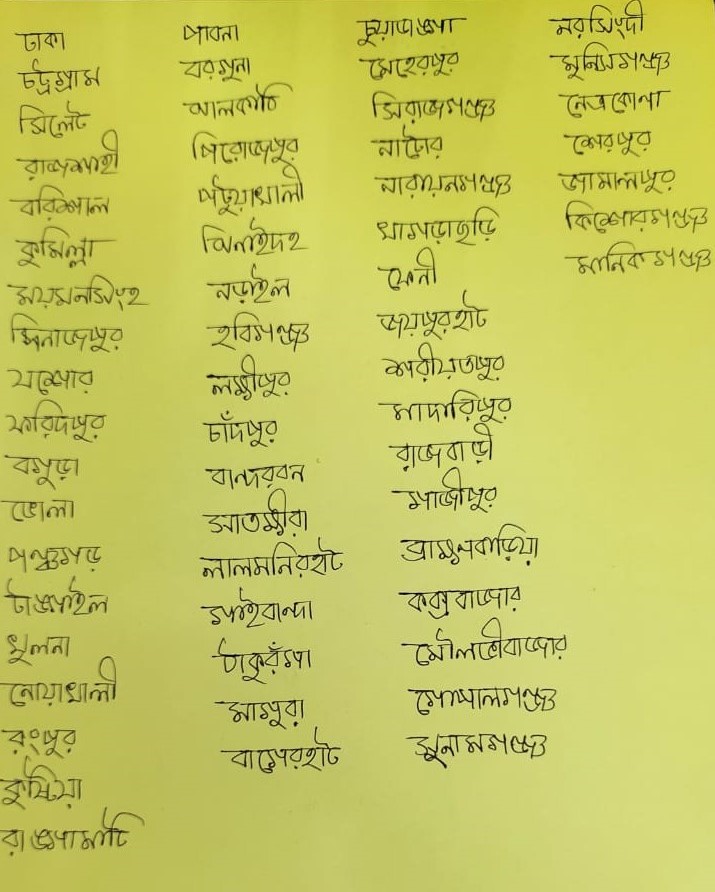 ঢাকা
চট্রগ্রাম
সিলেট
রাজশাহী
বরিশাল
কুমিল্লা
ময়মনসিংহ
দিনাজপুর
যশোর
ফরিদপুর
বগুড়া
ভোলা
পঞ্চগড়
টাঙ্গাইল
খুলনা
নোয়াখালী
রংপুর
কুষ্টিয়া
রাঙ্গামাটি
পাবনা
বরগুনা
ঝালকাঠি
পিরোজপুর
পটুয়াখালী
ঝিনাইদহ
নড়াইল
হবিগঞ্জ
লক্ষ্মীপুর
চাঁদপুর
বান্দরবন
সাতক্ষীরা
লালমনিরহাট
গাইবান্দা
ঠাকুরঁগা
মাগুরা
বাগেরহাট
চুয়াডাঙ্গা
মেহেরপুর
সিরাজগঞ্জ
নাটোর
নারায়নগঞ্জ
খাগড়াছড়ি
ফেনী
জয়পুরহাট
শরীয়তপুর
মাদারিপুর
রাজবাড়ী
গাজীপুর
ব্রাহ্মনবাড়িয়া
কক্সবাজার
মৌলভীবাজার
গোপালগঞ্জ
সুনামগঞ্জ
নরসিংদী
মুন্সিগঞ্জ
নেত্রকোণা
শেরপুর
জামালপুর
কিশোরগঞ্জ
মানিকগঞ্জ